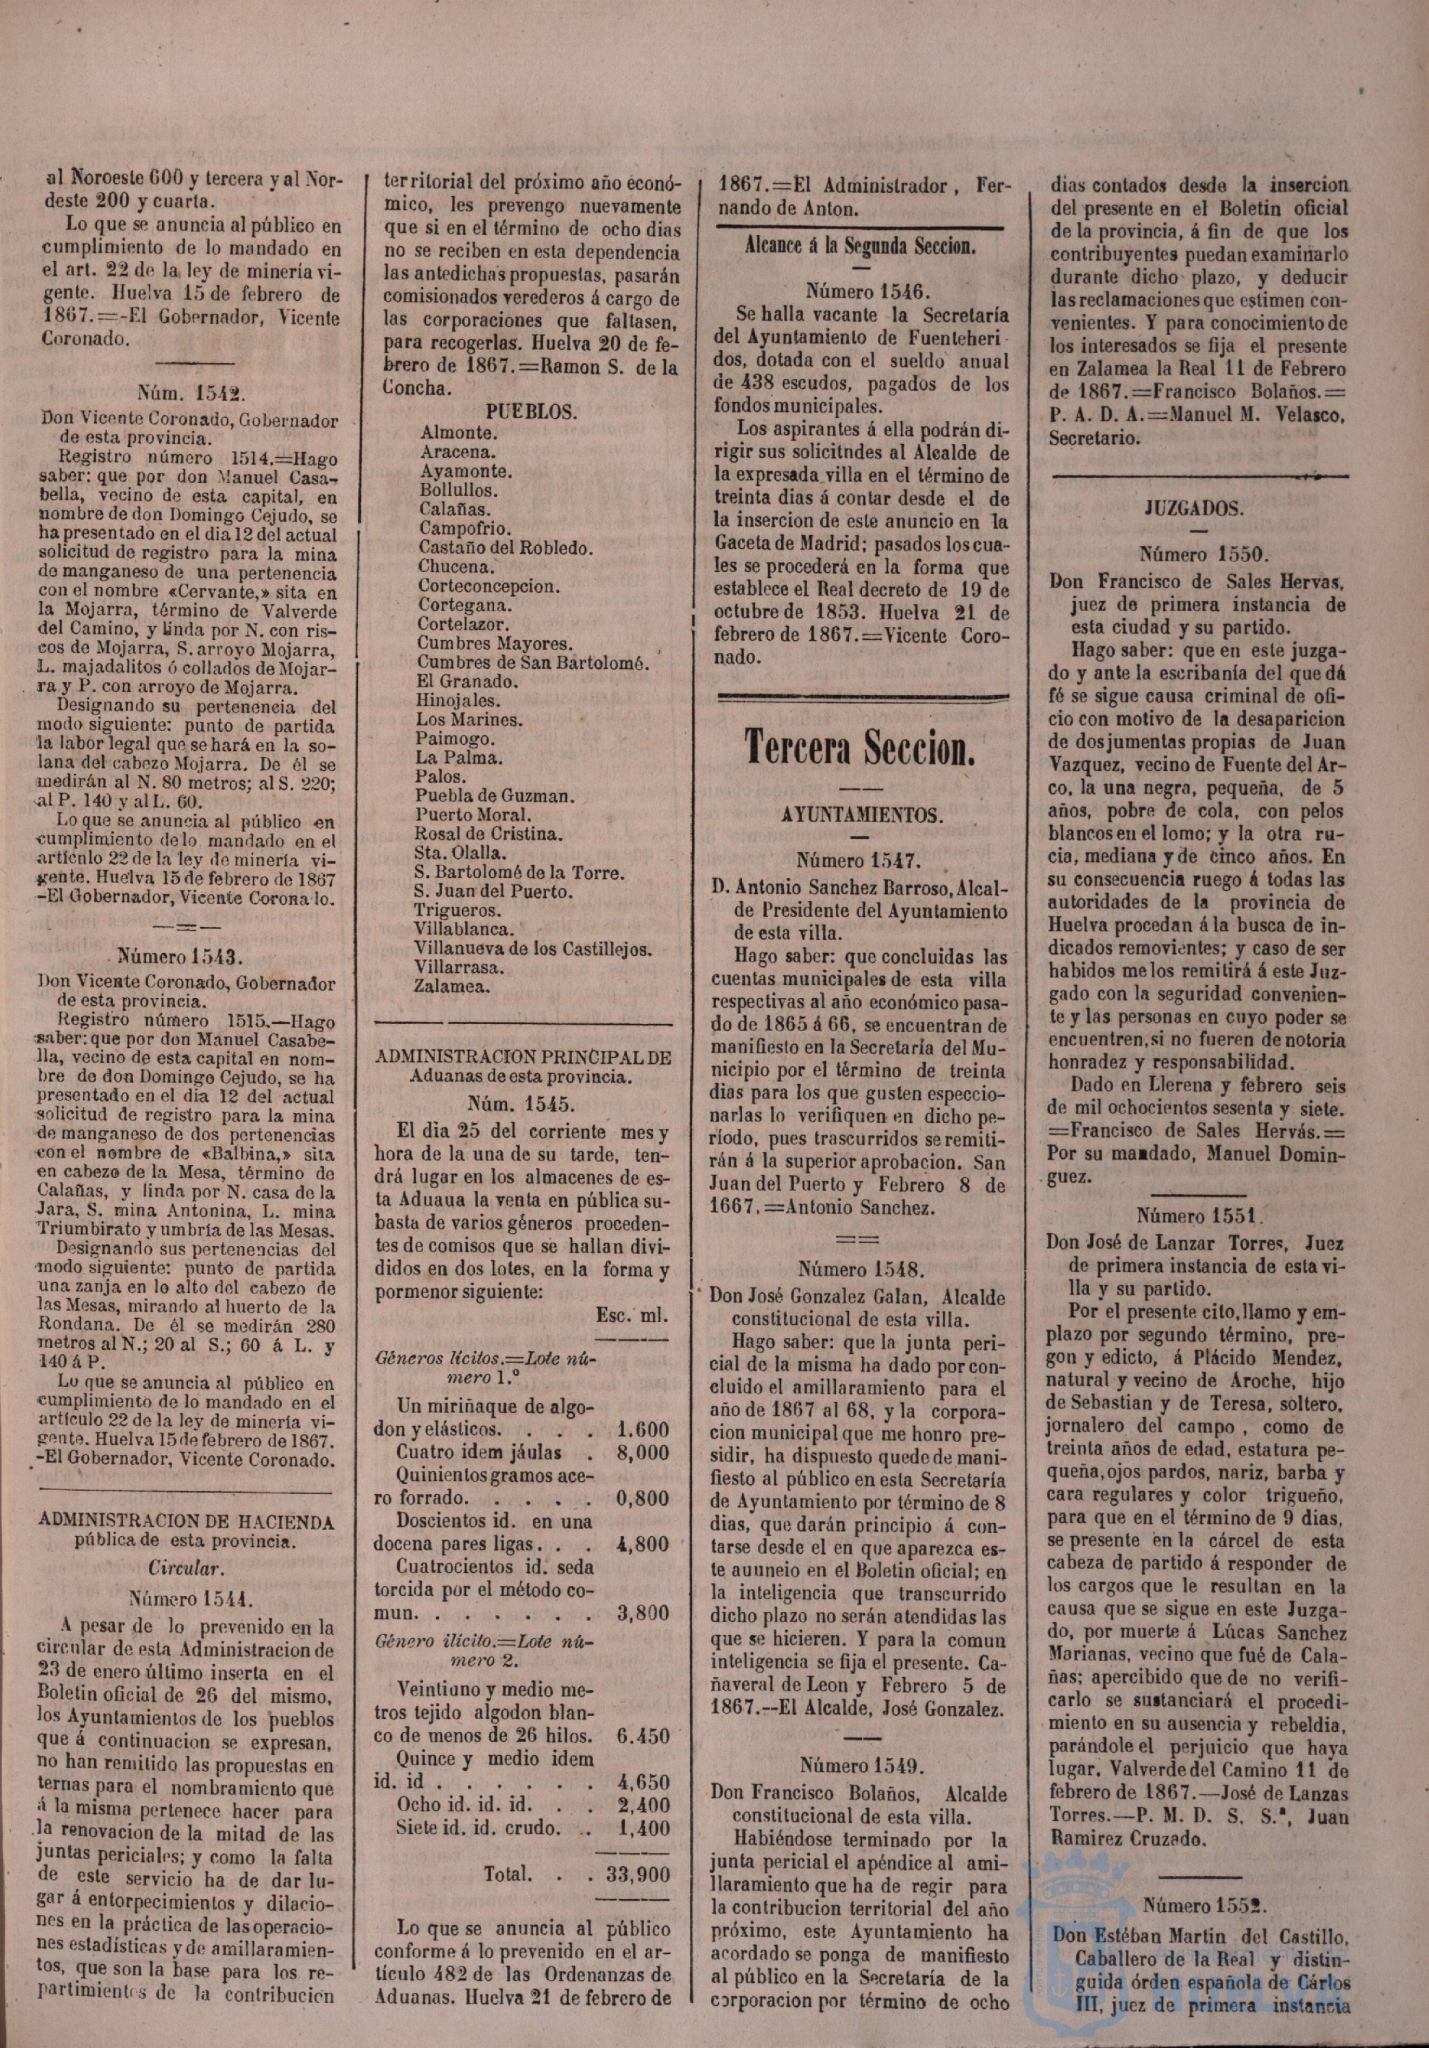 al Noroeste 600 y tercera y al Nor-
deste 200 y cuarta.
Lo que se anuncia al público en
cumplimiento de lo mandado en
el art. 22 de la ley de minería vi-
gente. Huelva 15 de febrero de
1867.=-El Gobernador, Vicente
Coronado.
Núm. 1542.
Don Vicente Coronado, Gobernador
de esta provincia.
Registro número 1514.=Hago
saber: que por don Manuel Casa-
bella, vecino de esta capital, en
nombre de don Domingo Cejudo, se
ha presentado en el dia 12 del actual
solicitud de registro para la mina
de manganeso de una pertenencia
con el nombre «Cervante,» sita en
la Mojarra, término de Valverde
del Camino, y linda por N. con ris-
cos de Mojarra, S. arroyo Mojarra,
L. majadalitos ó collados de Mojar-
ra y P. con arroyo de Mojarra.
Designando su pertenencia del
modo siguiente: punto de partida
la labor legal que se hará en la so-
lana del cabezo Mojarra. De él se
medirán al N. 80 metros; al S. 220;
al P. 140 y al L. 60.
Lo que se anuncia al público en
cumplimiento de lo mandado en el
artícnlo 22 de la ley de minería vi-
gente. Huelva 15 de febrero de 1867
-El Gobernador, Vicente Corona lo.
Número 1543.
Don Vicente Coronado, Gobernador
de esta provincia.
Registro número 1515.—Hago
saber: que por don Manuel Casabe-
lla, vecino de esta capital en nom-
bre de don Domingo Cejudo, se ha
presentado en el dia 12 del actual
solicitud de registro para la mina
de manganeso de dos pertenencias
con el nombre de «Balbina,» sita
en cabezo de la Mesa, término de
Calañas, y linda por N. casa de la
Jara, S. mina Antonina, L. mina
Triumbirato y umbría de las Mesas.
Designando sus pertenencias del
modo siguiente: punto de partida
una zanja en lo alto del cabezo de
las Mesas, mirando al huerto de la
Rondana. De él se medirán 280
metros al N.; 20 al S.; 60 á L. y
140 á P.
Lo que se anuncia al público en
cumplimiento de lo mandado en el
artículo 22 de la ley de minería vi-
gente. Huelva 15 de febrero de 1867.
-El Gobernador, Vicente Coronado.
ADMINISTRACION DE HACIENDA
pública de esta provincia.
Circular.
Número 1544.
A pesar de lo prevenido en la
circular de esta Administracion de
23 de enero último inserta en el
Boletin oficial de 26 del mismo,
los Ayuntamientos de los pueblos
que á continuacion se expresan,
no han remitido las propuestas en
ternas para el nombramiento que
á la misma pertenece hacer para
la renovacion de la mitad de las
juntas periciales; y como la falta
de este servicio ha de dar lu-
gar á entorpecimientos y dilacio-
nes en la práctica de las operacio-
nes estadísticas y de amillaramien-
tos, que son la base para los re-
partimientos de la contribucion
territorial del próximo año econó-
mico, les prevengo nuevamente
que si en el término de ocho dias
no se reciben en esta dependencia
las antedichas propuestas, pasarán
comisionados verederos á cargo de
las corporaciones que faltasen,
para recogerlas. Huelva 20 de fe-
brero de 1867.=Ramon S. de la
Concha.
PUEBLOS.
Almonte.
Aracena.
Ayamonte.
Bollullos.
Calañas.
Campofrio.
Castaño del Robledo.
Chucena.
Corteconcepcion.
Cortegana.
Cortelazor.
Cumbres Mayores.
Cumbres de San Bartolomé.
El Granado.
Hinojales.
Los Marines.
Paimogo.
La Palma.
Palos.
Puebla de Guzman.
Puerto Moral.
Rosal de Cristina.
Sta. Olalla.
S. Bartolomé de la Torre.
S. Juan del Puerto.
Trigueros.
Villablanca.
Villanueva de los Castillejos.
Villarrasa.
Zalamea.
ADMINISTRACION PRINCIPAL DE
Aduanas de esta provincia.
Núm. 1545.
El dia 25 del corriente mes y
hora de la una de su tarde, ten-
drá lugar en los almacenes de es-
ta Aduaua la venta en pública su-
basta de varios géneros proceden-
tes de comisos que se hallan divi-
didos en dos lotes, en la forma y
pormenor siguiente:
Esc. ml.
Géneros lícitos.=Lote nú-
mero 1.º
Un miriñaque de algo-
don y elásticos. . . . 1.600
Cuatro idem jáulas . 8,000
Quinientos gramos ace-
ro forrado. . . . . 0,800
Doscientos id. en una
docena pares ligas. . . 4,800
Cuatrocientos id. seda
torcida por el método co-
mun. . . . . . . 3,800
Género ilícito.=Lote nú-
mero 2.
Veintiuno y medio me-
tros tejido algodon blan-
co de menos de 26 hilos. 6.450
Quince y medio idem
id. id . . . . . . 4,650
Ocho id. id. id. . . 2,400
Siete id. id. crudo. .. 1,400
Total. . . 33,900
Lo que se anuncia al público
conforme á lo prevenido en el ar-
tículo 482 de las Ordenanzas de
Aduanas. Huelva 21 de febrero de
1867.=El Administrador, Fer-
nando de Anton.
Alcance á la Segunda Seccion.
Número 1546.
Se halla vacante la Secretaría
del Ayuntamiento de Fuenteheri-
dos, dotada con el sueldo anual
de 438 escudos, pagados de los
fondos municipales.
Los aspirantes á ella podrán di-
rigir sus solicitndes al Alcalde de
la expresada villa en el término de
treinta dias á contar desde el de
la insercion de este anuncio en la
Gaceta de Madrid; pasados los cua-
les se procederá en la forma que
establece el Real decreto de 19 de
octubre de 1853. Huelva 21 de
febrero de 1867.=Vicente Coro-
nado.
Tercera Seccion.
AYUNTAMIENTOS.
Número 1547.
D. Antonio Sanchez Barroso, Alcal-
de Presidente del Ayuntamiento
de esta villa.
Hago saber: que concluidas las
cuentas municipales de esta villa
respectivas al año económico pasa-
do de 1865 á 66, se encuentran de
manifiesto en la Secretaría del Mu-
nicipio por el término de treinta
dias para los que gusten especcio-
narlas lo verifiquen en dicho pe-
ríodo, pues trascurridos se remiti-
rán á la superior aprobacion. San
Juan del Puerto y Febrero 8 de
1667.=Antonio Sanchez.
Número 1548.
Don José Gonzalez Galan, Alcalde
constitucional de esta villa.
Hago saber: que la junta peri-
cial de la misma ha dado por con-
cluido el amillaramiento para el
año de 1867 al 68, y la corpora-
cion municipal que me honro pre-
sidir, ha dispuesto quede de mani-
fiesto al público en esta Secretaría
de Ayuntamiento por término de 8
dias, que darán principio á con-
tarse desde el en que aparezca es-
te auuncio en el Boletin oficial; en
la inteligencia que transcurrido
dicho plazo no serán atendidas las
que se hicieren. Y para la comun
inteligencia se fija el presente. Ca-
ñaveral de Leon y Febrero 5 de
1867.--El Alcalde, José Gonzalez.
Número 1549.
Don Francisco Bolaños, Alcalde
constitucional de esta villa.
Habiéndose terminado por la
junta pericial el apéndice al ami-
llaramiento que ha de regir para
la contribucion territorial del año
próximo, este Ayuntamiento ha
acordado se ponga de manifiesto
al público en la Secretaría de la
corporacion por término de ocho
dias contados desde la insercion
del presente en el Boletin oficial
de la provincia, á fin de que los
contribuyentes puedan examinarlo
durante dicho plazo, y deducir
las reclamaciones que estimen con-
venientes. Y para conocimiento de
los interesados se fija el presente
en Zalamea la Real 11 de Febrero
de 1867.=Francisco Bolaños.=
P. A. D. A.=Manuel M. Velasco,
Secretario.
JUZGADOS.
Número 1550.
Don Francisco de Sales Hervas,
juez de primera instancia de
esta ciudad y su partido.
Hago saber: que en este juzga-
do y ante la escribanía del que dá
fé se sigue causa criminal de ofi-
cio con motivo de la desaparicion
de dos jumentas propias de Juan
Vazquez, vecino de Fuente del Ar-
co, la una negra, pequeña, de 5
años, pobre de cola, con pelos
blancos en el lomo; y la otra ru-
cia, mediana y de cinco años. En
su consecuencia ruego á todas las
autoridades de la provincia de
Huelva procedan á la busca de in-
dicados removientes; y caso de ser
habidos me los remitirá á este Juz-
gado con la seguridad convenien-
te y las personas en cuyo poder se
encuentren, si no fueren de notoria
honradez y responsabilidad.
Dado en Llerena y febrero seis
de mil ochocientos sesenta y siete.
=Francisco de Sales Hervás.=
Por su mandado, Manuel Domin-
guez.
Número 1551.
Don José de Lanzar Torres, Juez
de primera instancia de esta vi-
lla y su partido.
Por el presente cito, llamo y em-
plazo por segundo término, pre-
gon y edicto, á Plácido Mendez,
natural y vecino de Aroche, hijo
de Sebastian y de Teresa, soltero,
jornalero del campo, como de
treinta años de edad, estatura pe-
queña, ojos pardos, nariz, barba y
cara regulares y color trigueño,
para que en el término de 9 dias,
se presente en la cárcel de esta
cabeza de partido á responder de
los cargos que le resultan en la
causa que se sigue en este Juzga-
do, por muerte á Lúcas Sanchez
Marianas, vecino que fué de Cala-
ñas; apercibido que de no verifi-
carlo se sustanciará el procedi-
miento en su ausencia y rebeldia,
parándole el perjuicio que haya
lugar. Valverde del Camino 11 de
febrero de 1867.—José de Lanzas
Torres.—P. M. D. S. S.ª, Juan
Ramirez Cruzado.
Número 1552.
Don Estéban Martin del Castillo,
Caballero de la Real y distin-
guida órden española de Cárlos
III, juez de primera instancia